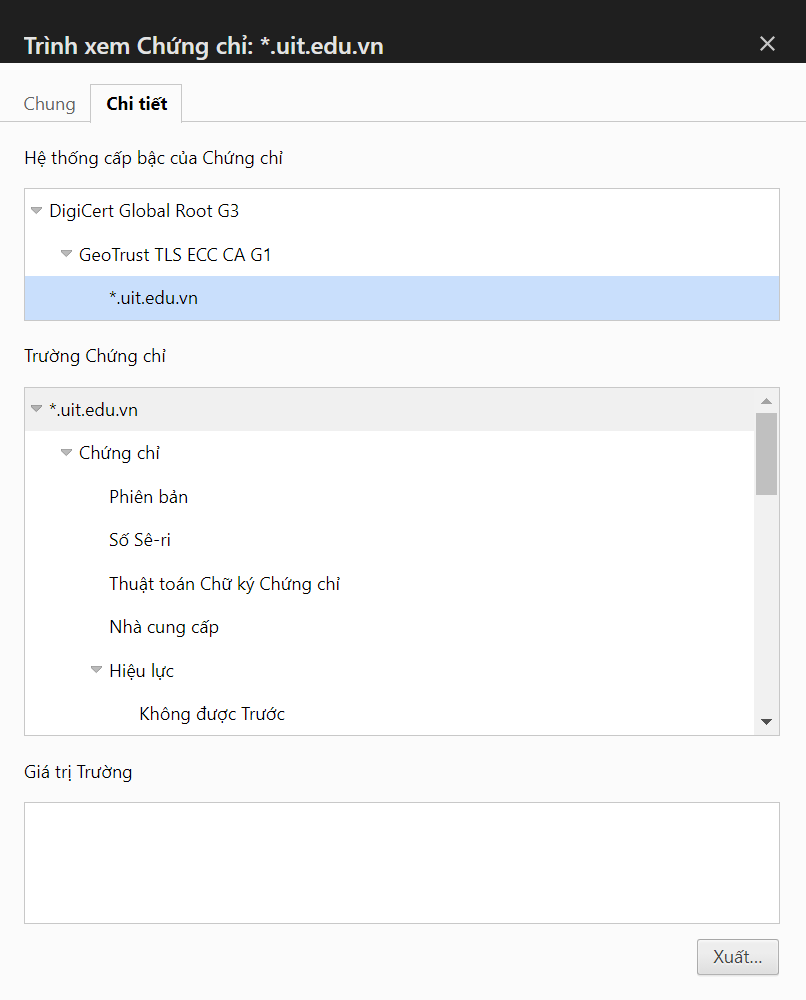 Trình xem Chứng chỉ: *.uit.edu.vn
Chung
Chi tiết
Hệ thống cấp bậc của Chứng chỉ
DigiCert Global Root G3
GeoTrust TLS ECC CA G1
*.uit.edu.vn
Trường Chứng chỉ
*.uit.edu.vn
Chứng chỉ
Phiên bản
Số Sê-ri
Thuật toán Chữ ký Chứng chỉ
Nhà cung cấp
Hiệu lực
Không được Trước
Giá trị Trường
Xuất...